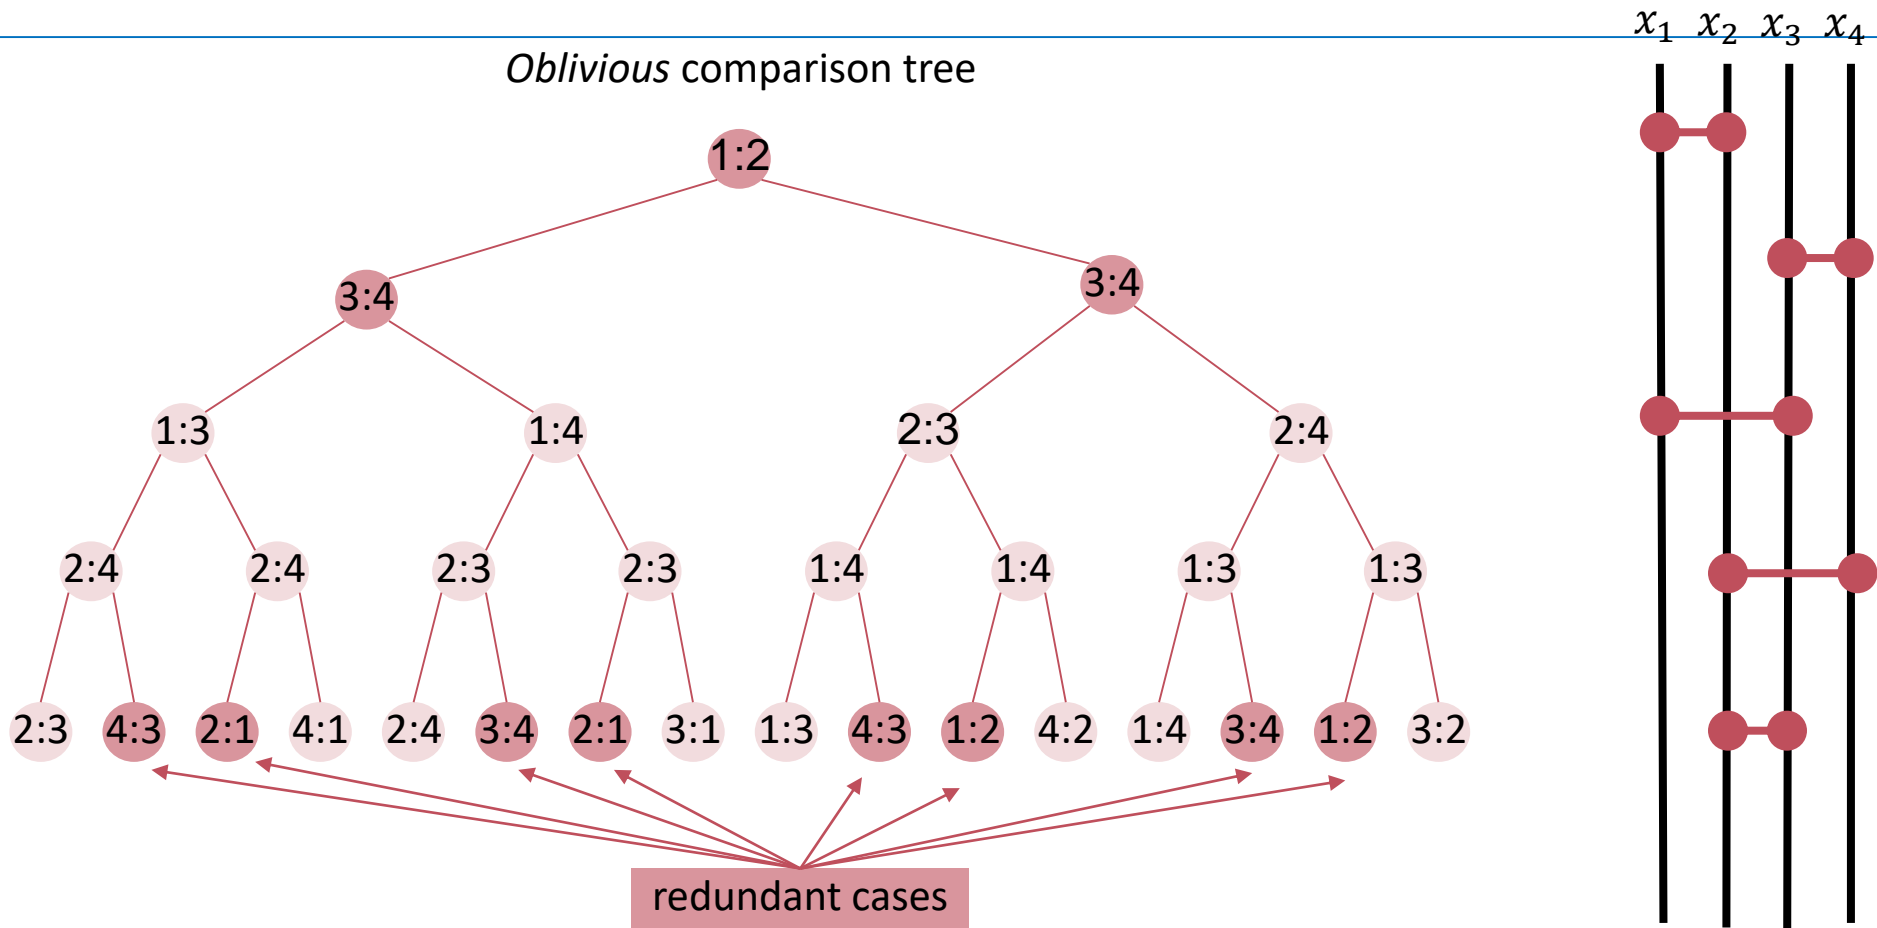 x₁ x₂ x₃ x₄
Oblivious comparison tree
1:2
3:4 3:4
1:3 1:4 2:3 2:4
2:4 2:4 2:3 2:3 1:4 1:4 1:3 1:3
2:3 4:3 2:1 4:1 2:4 3:4 2:1 3:1 1:3 4:3 1:2 4:2 1:4 3:4 1:2 3:2
redundant cases